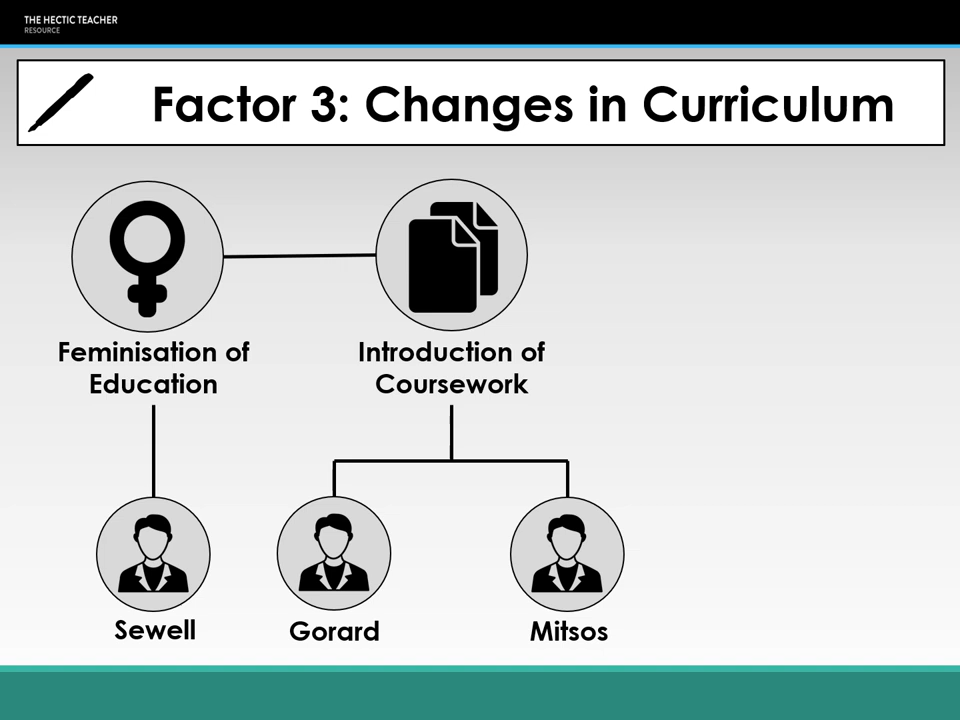 THE HECTIC TEACHER
RESOURCE
Factor 3: Changes in Curriculum
Feminisation of
Education
Introduction of
Coursework
Sewell
Gorard
Mitsos